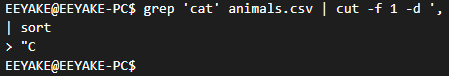 EEYAKE@EEYAKE-PC$ grep 'cat' animals.csv | cut -f 1 -d ',
| sort
> "C
EEYAKE@EEYAKE-PC$